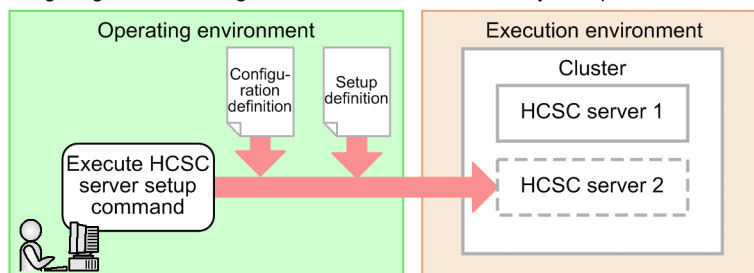 Operating environment
Execution environment
Configu-
ration
definition
Setup
definition
Execute HCSC
server setup
command
Cluster
HCSC server 1
HCSC server 2